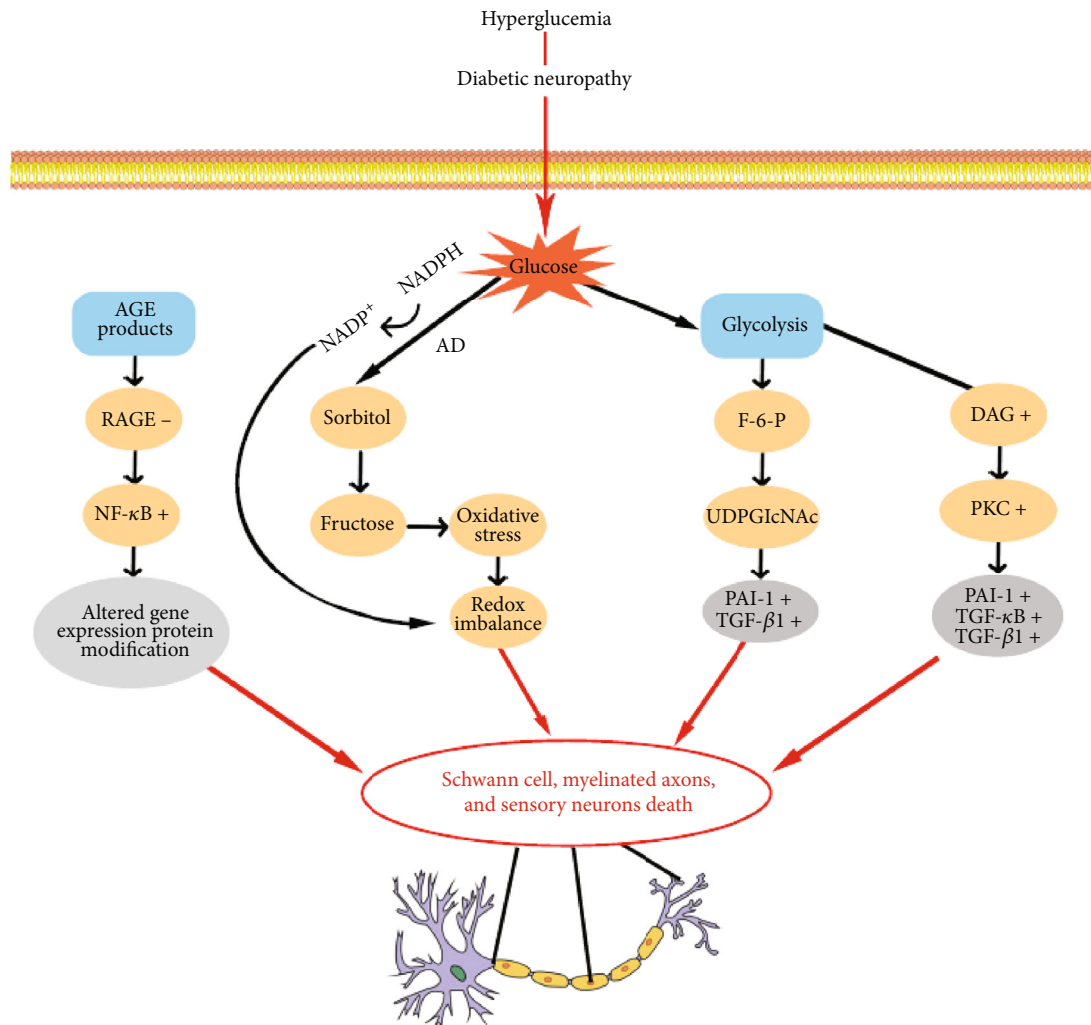 Hyperglucemia
Diabetic neuropathy
Glucose
NADPH
NADP⁺
AD
AGE
products
RAGE –
NF-κB +
Altered gene
expression protein
modification
Sorbitol
Fructose
Oxidative
stress
Redox
imbalance
Glycolysis
F-6-P
UDPGIcNAc
PAI-1 +
TGF-β1 +
DAG +
PKC +
PAI-1 +
TGF-κB +
TGF-β1 +
Schwann cell, myelinated axons,
and sensory neurons death